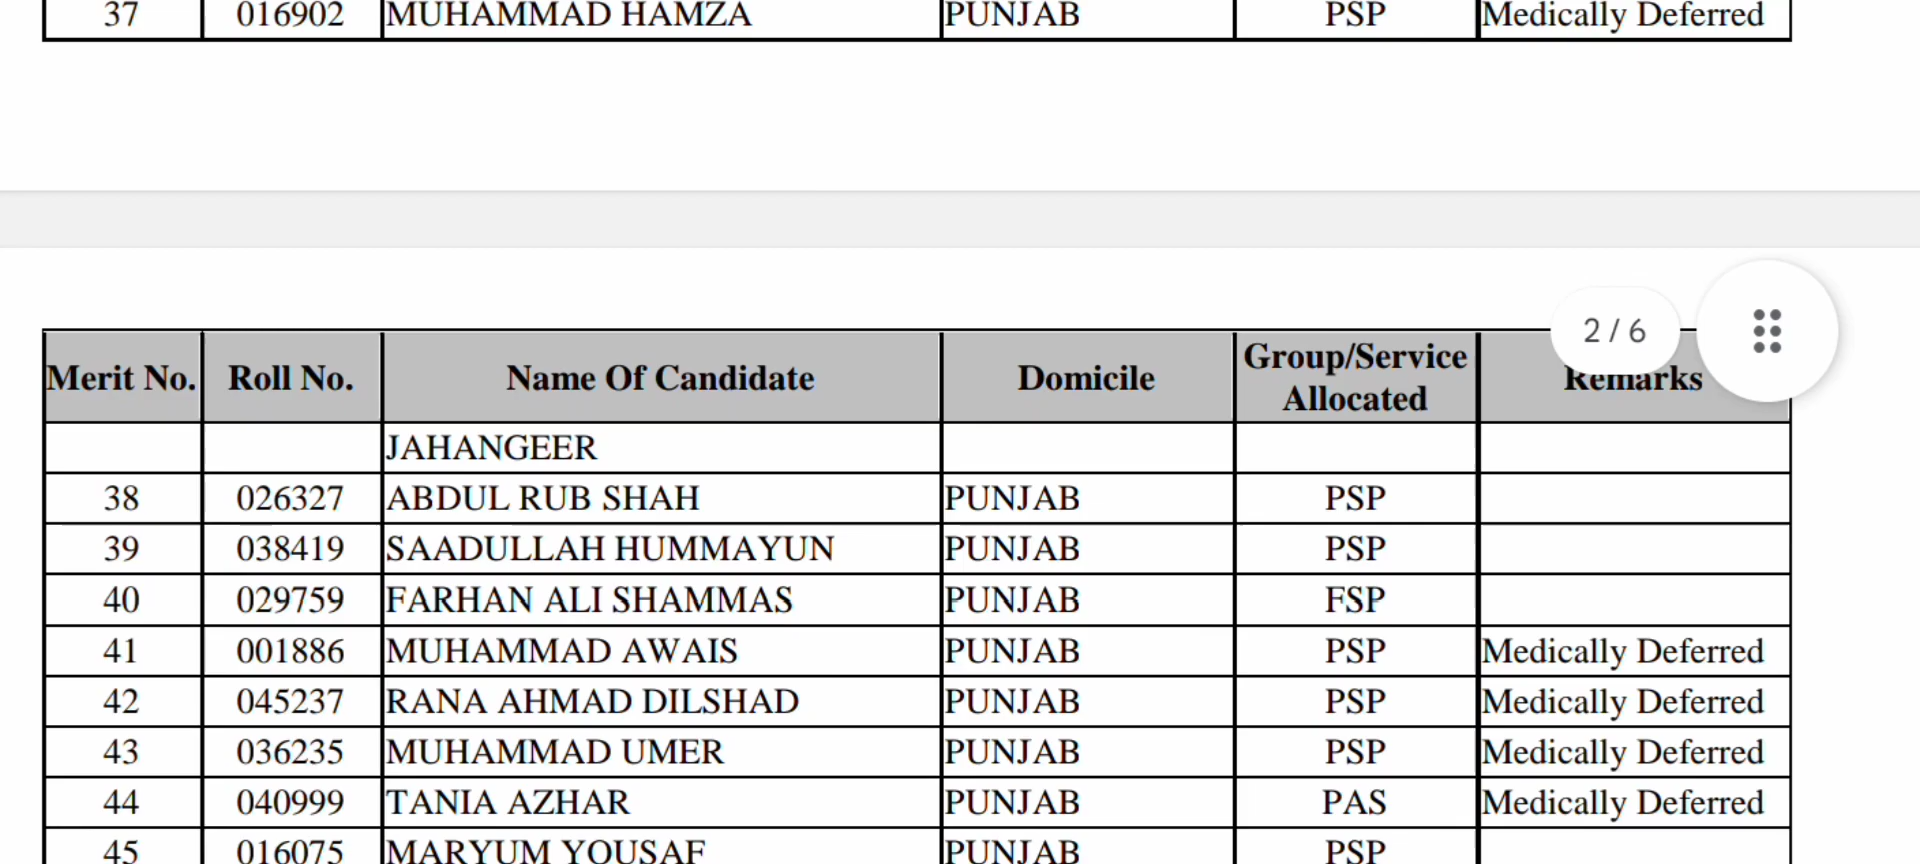 37 016902 MUHAMMAD HAMZA PUNJAB PSP Medically Deferred
2 / 6
Merit No. Roll No. Name Of Candidate Domicile Group/Service Allocated Remarks
JAHANGEER
38 026327 ABDUL RUB SHAH PUNJAB PSP
39 038419 SAADULLAH HUMMAYUN PUNJAB PSP
40 029759 FARHAN ALI SHAMMAS PUNJAB FSP
41 001886 MUHAMMAD AWAIS PUNJAB PSP Medically Deferred
42 045237 RANA AHMAD DILSHAD PUNJAB PSP Medically Deferred
43 036235 MUHAMMAD UMER PUNJAB PSP Medically Deferred
44 040999 TANIA AZHAR PUNJAB PAS Medically Deferred
45 016075 MARYUM YOUSAF PUNJAB PSP